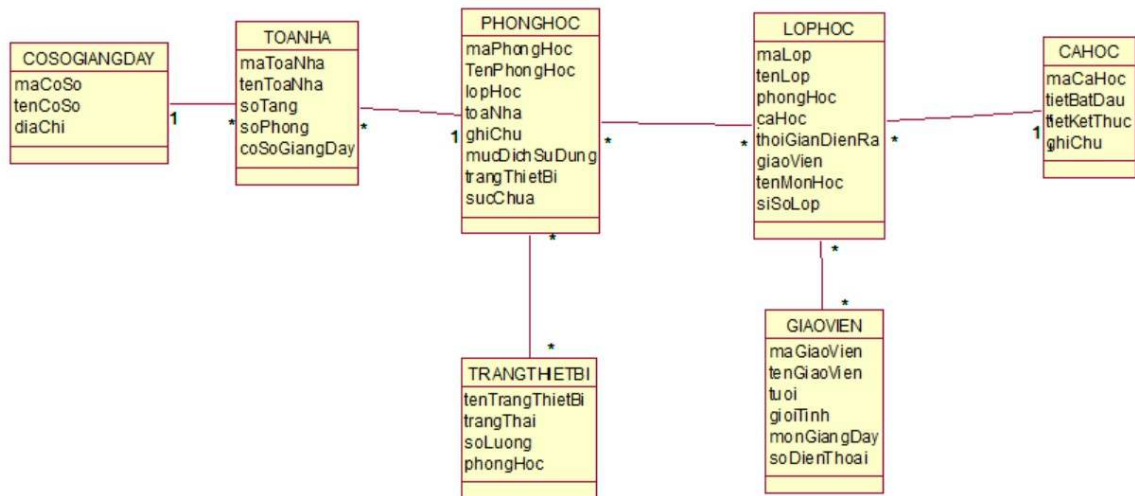 COSOGIANGDAY
maCoSo
tenCoSo
diaChi
1
*
TOANHA
maToaNha
tenToaNha
soTang
soPhong
coSoGiangDay
*
1
PHONGHOC
maPhongHoc
TenPhongHoc
lopHoc
toaNha
ghiChu
mucDichSuDung
trangThietBi
sucChua
*
*
LOPHOC
maLop
tenLop
phongHoc
caHoc
thoiGianDienRa
giaoVien
tenMonHoc
siSoLop
*
1
CAHOC
maCaHoc
tietBatDau
tietKetThuc
ghiChu
*
*
TRANGTHIETBI
tenTrangThietBi
trangThai
soLuong
phongHoc
*
*
GIAOVIEN
maGiaoVien
tenGiaoVien
tuoi
gioiTinh
monGiangDay
soDienThoai